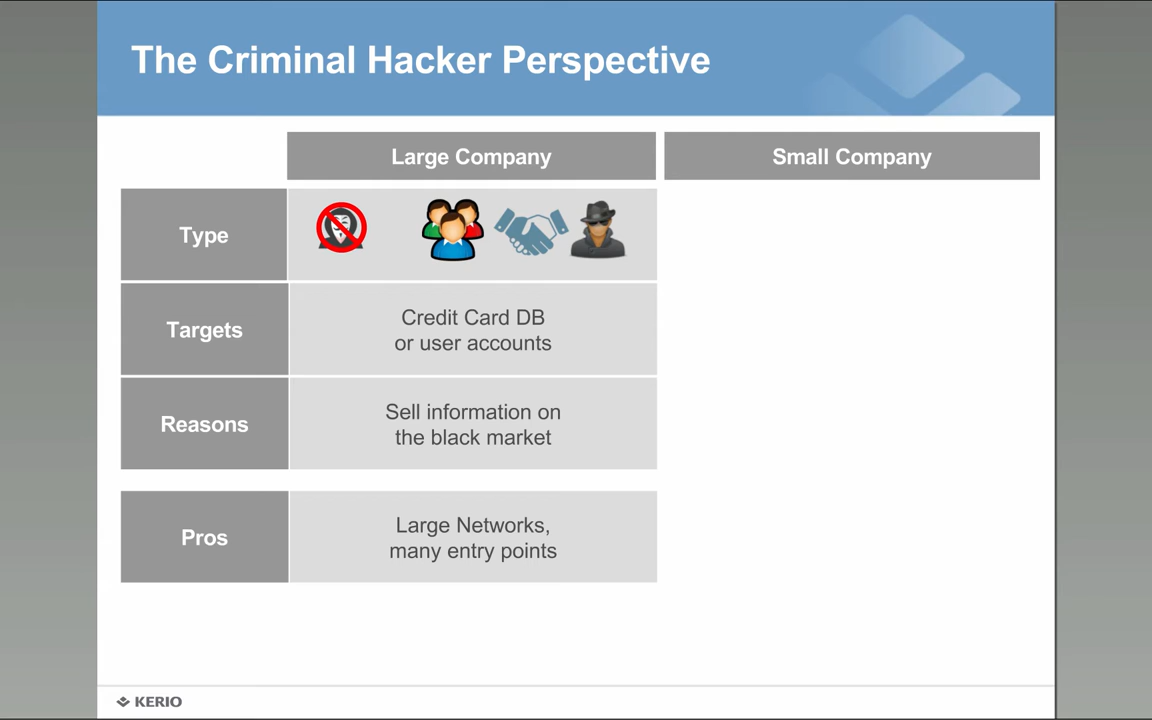 The Criminal Hacker Perspective
Large Company
Small Company
Type
Targets
Credit Card DB
or user accounts
Reasons
Sell information on
the black market
Pros
Large Networks,
many entry points
KERIO